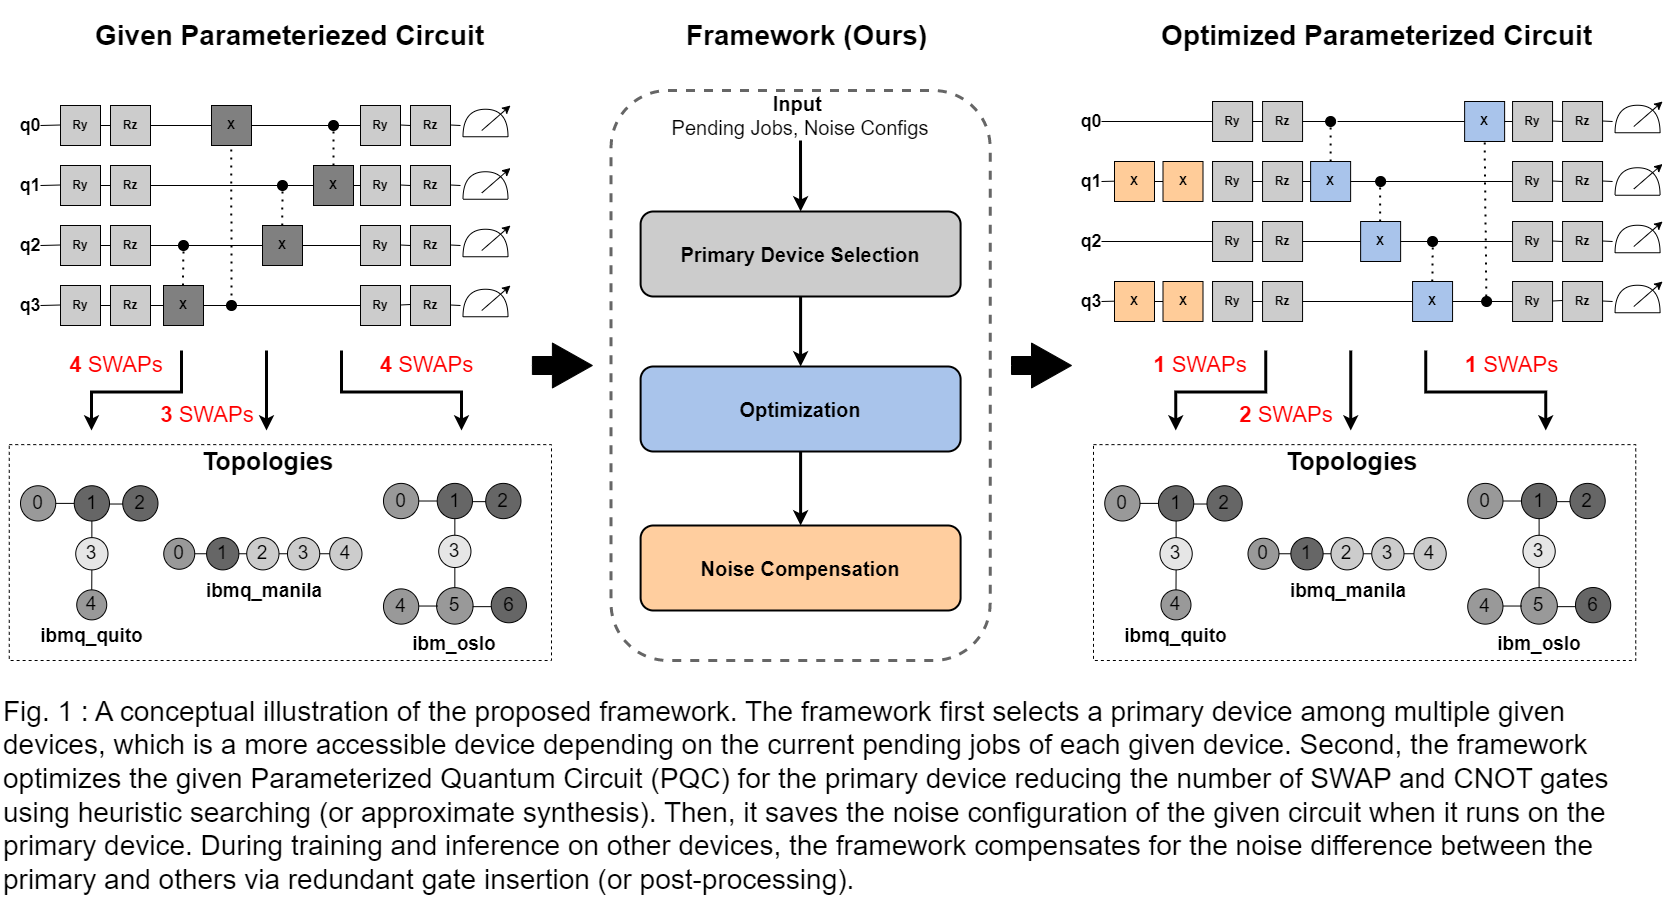 Given Parameteriezed Circuit
q0 Ry Rz X Ry Rz
q1 Ry Rz X Ry Rz
q2 Ry Rz X Ry Rz
q3 Ry Rz X Ry Rz
4 SWAPs
4 SWAPs
3 SWAPs
Topologies
0 1 2
3
4
ibmq_quito
0 1 2 3 4
ibmq_manila
0 1 2
3
4 5 6
ibm_oslo
Framework (Ours)
Input
Pending Jobs, Noise Configs
Primary Device Selection
Optimization
Noise Compensation
Optimized Parameterized Circuit
q0 Ry Rz X Ry Rz
q1 X X Ry Rz X Ry Rz
q2 Ry Rz X Ry Rz
q3 X X Ry Rz X Ry Rz
1 SWAPs
1 SWAPs
2 SWAPs
Topologies
0 1 2
3
4
ibmq_quito
0 1 2 3 4
ibmq_manila
0 1 2
3
4 5 6
ibm_oslo
Fig. 1 : A conceptual illustration of the proposed framework. The framework first selects a primary device among multiple given
devices, which is a more accessible device depending on the current pending jobs of each given device. Second, the framework
optimizes the given Parameterized Quantum Circuit (PQC) for the primary device reducing the number of SWAP and CNOT gates
using heuristic searching (or approximate synthesis). Then, it saves the noise configuration of the given circuit when it runs on the
primary device. During training and inference on other devices, the framework compensates for the noise difference between the
primary and others via redundant gate insertion (or post-processing).